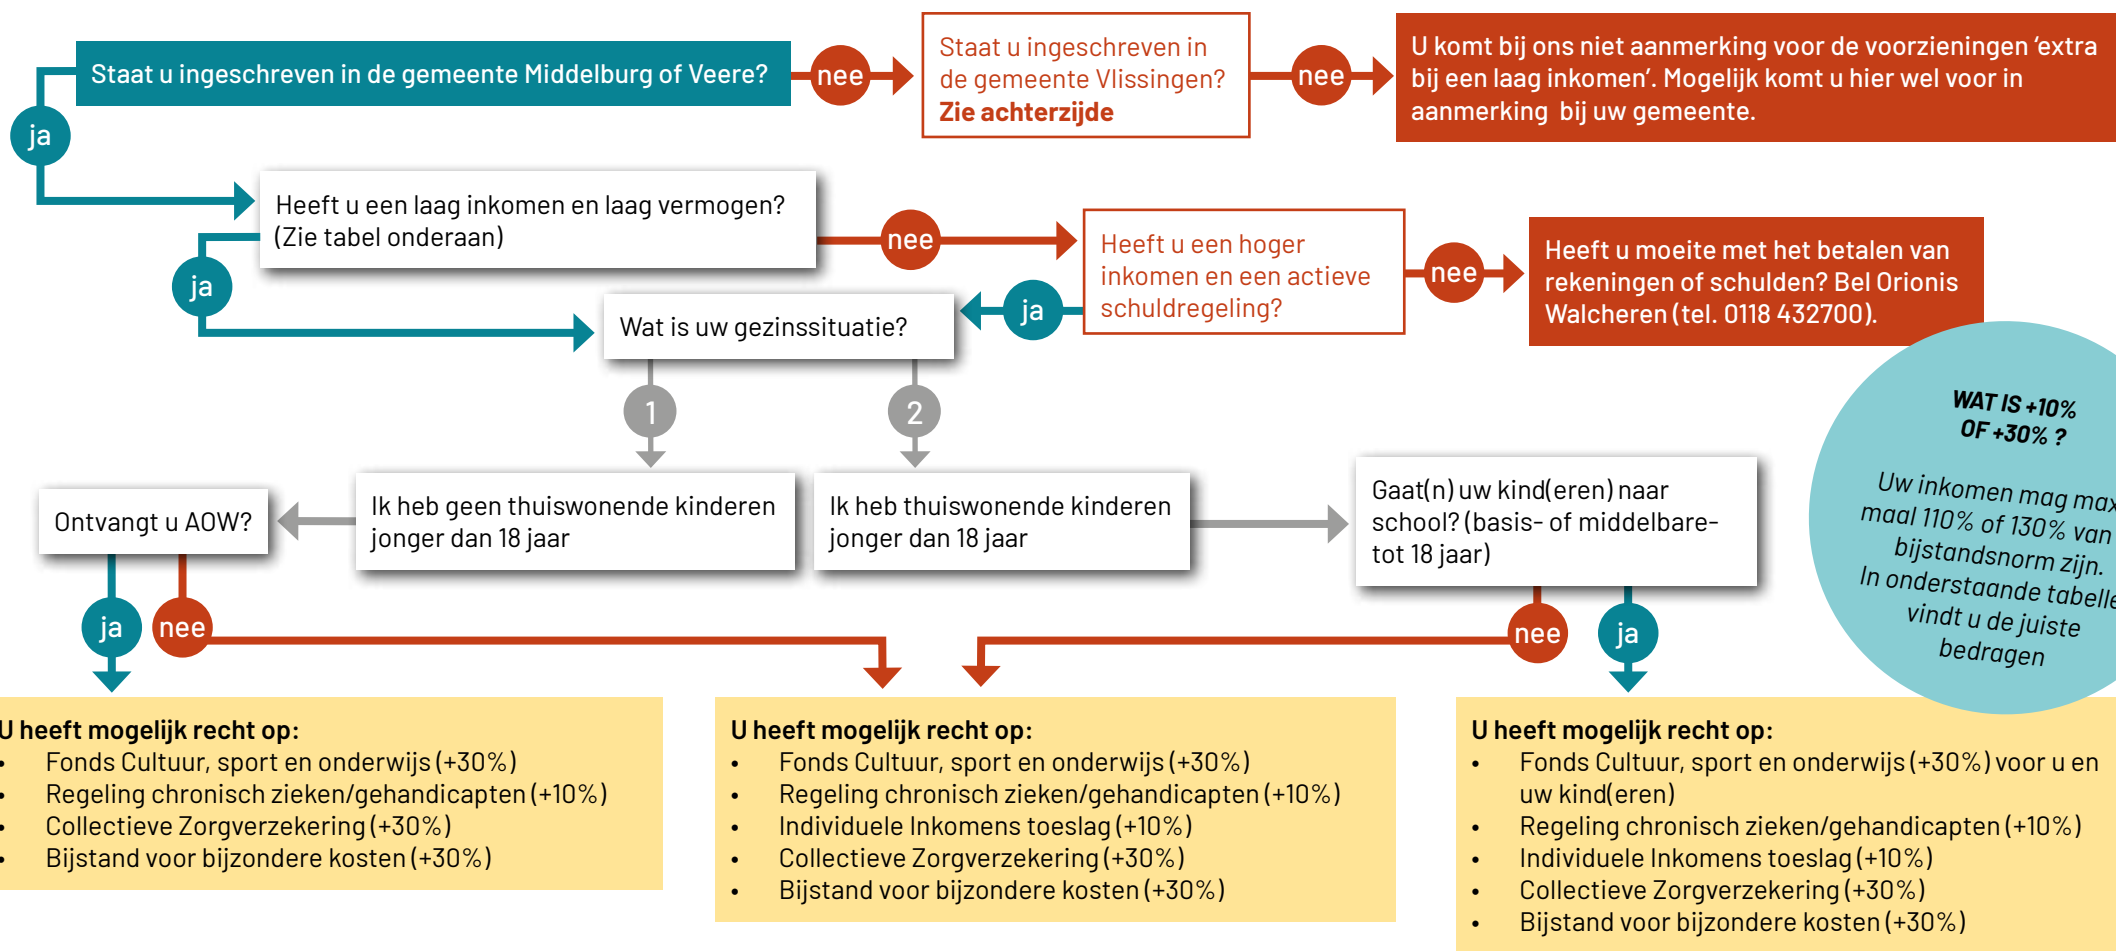 Staat u ingeschreven in de gemeente Middelburg of Veere?
nee
Staat u ingeschreven in
de gemeente Vlissingen?
Zie achterzijde
nee
U komt bij ons niet aanmerking voor de voorzieningen ‘extra
bij een laag inkomen’. Mogelijk komt u hier wel voor in
aanmerking bij uw gemeente.
ja
Heeft u een laag inkomen en laag vermogen?
(Zie tabel onderaan)
nee
Heeft u een hoger
inkomen en een actieve
schuldregeling?
nee
Heeft u moeite met het betalen van
rekeningen of schulden? Bel Orionis
Walcheren (tel. 0118 432700).
ja
ja
Wat is uw gezinssituatie?
1
2
WAT IS +10%
OF +30% ?
Uw inkomen mag max
maal 110% of 130% van
bijstandsnorm zijn.
In onderstaande tabelle
vindt u de juiste
bedragen
Ontvangt u AOW?
Ik heb geen thuiswonende kinderen
jonger dan 18 jaar
Ik heb thuiswonende kinderen
jonger dan 18 jaar
Gaat(n) uw kind(eren) naar
school? (basis- of middelbare-
tot 18 jaar)
ja
nee
nee
ja
U heeft mogelijk recht op:
• Fonds Cultuur, sport en onderwijs (+30%)
• Regeling chronisch zieken/gehandicapten (+10%)
• Collectieve Zorgverzekering (+30%)
• Bijstand voor bijzondere kosten (+30%)
U heeft mogelijk recht op:
• Fonds Cultuur, sport en onderwijs (+30%)
• Regeling chronisch zieken/gehandicapten (+10%)
• Individuele Inkomens toeslag (+10%)
• Collectieve Zorgverzekering (+30%)
• Bijstand voor bijzondere kosten (+30%)
U heeft mogelijk recht op:
• Fonds Cultuur, sport en onderwijs (+30%) voor u en
uw kind(eren)
• Regeling chronisch zieken/gehandicapten (+10%)
• Individuele Inkomens toeslag (+10%)
• Collectieve Zorgverzekering (+30%)
• Bijstand voor bijzondere kosten (+30%)